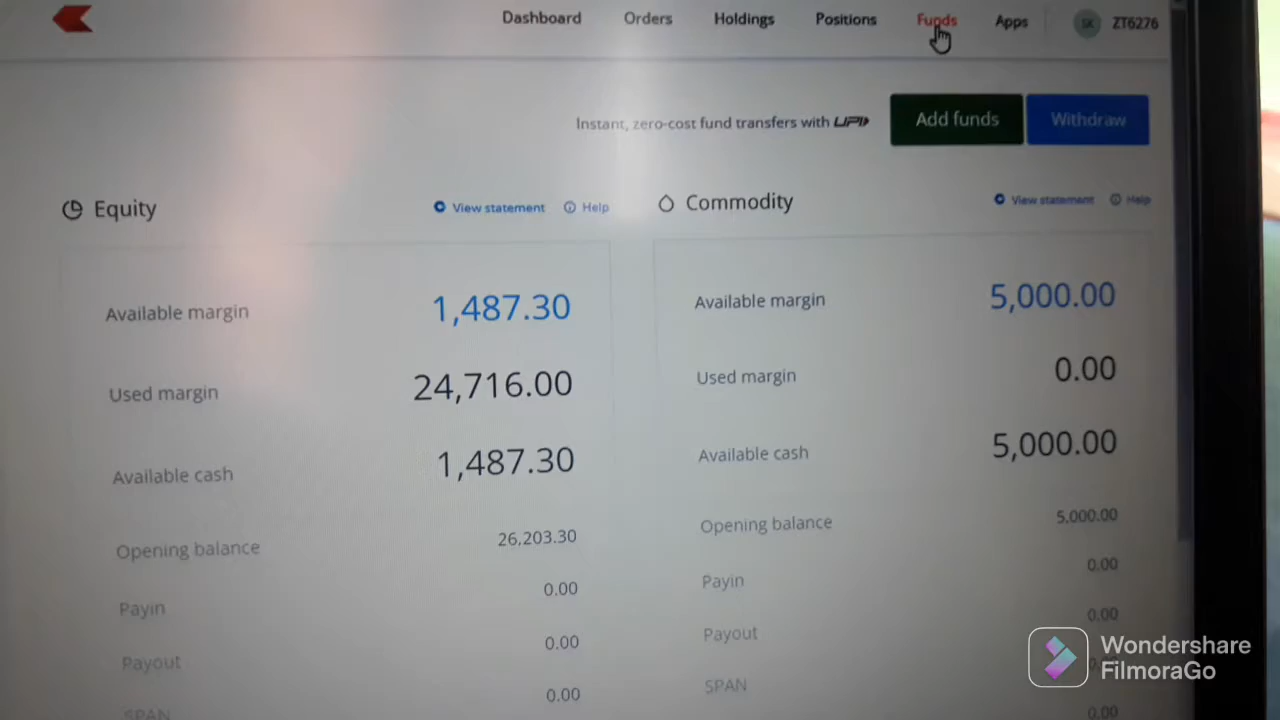 Dashboard Orders Holdings Positions Funds Apps SK ZT6276
Instant, zero-cost fund transfers with UPI Add funds Withdraw
Equity View statement Help
Available margin 1,487.30
Used margin 24,716.00
Available cash 1,487.30
Opening balance 26,203.30
Payin 0.00
Payout 0.00
SPAN 0.00
Commodity View statement Help
Available margin 5,000.00
Used margin 0.00
Available cash 5,000.00
Opening balance 5,000.00
Payin 0.00
Payout 0.00
SPAN
0.00
Wondershare
FilmoraGo